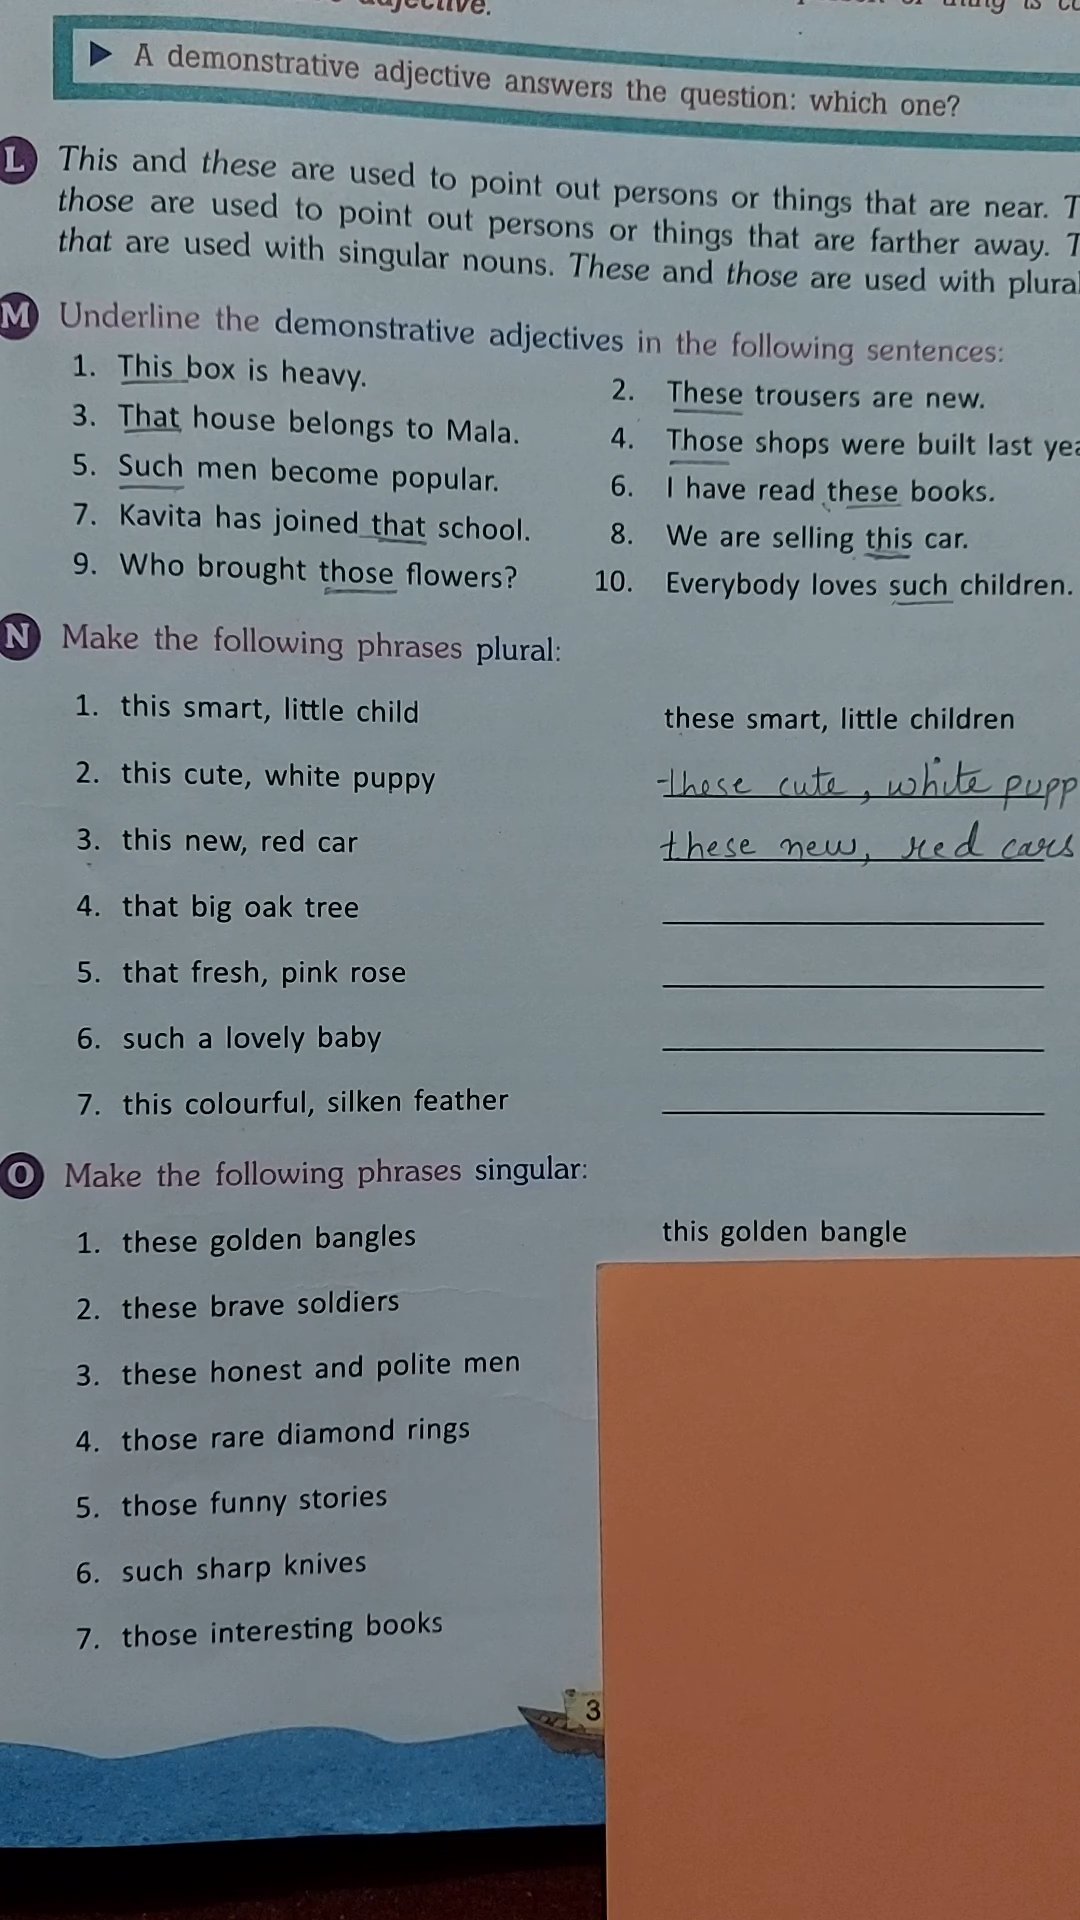 adjective.
is
A demonstrative adjective answers the question: which one?
L This and these are used to point out persons or things that are near.
those are used to point out persons or things that are farther away.
that are used with singular nouns. These and those are used with plural
M Underline the demonstrative adjectives in the following sentences:
1. This box is heavy.
2. These trousers are new.
3. That house belongs to Mala.
4. Those shops were built last yea
5. Such men become popular.
6. I have read these books.
7. Kavita has joined that school.
8. We are selling this car.
9. Who brought those flowers?
10. Everybody loves such children.
N Make the following phrases plural:
1. this smart, little child
these smart, little children
2. this cute, white puppy
these cute, white pupp
3. this new, red car
these new, red cars
4. that big oak tree
5. that fresh, pink rose
6. such a lovely baby
7. this colourful, silken feather
O Make the following phrases singular:
1. these golden bangles
this golden bangle
2. these brave soldiers
3. these honest and polite men
4. those rare diamond rings
5. those funny stories
6. such sharp knives
7. those interesting books
3